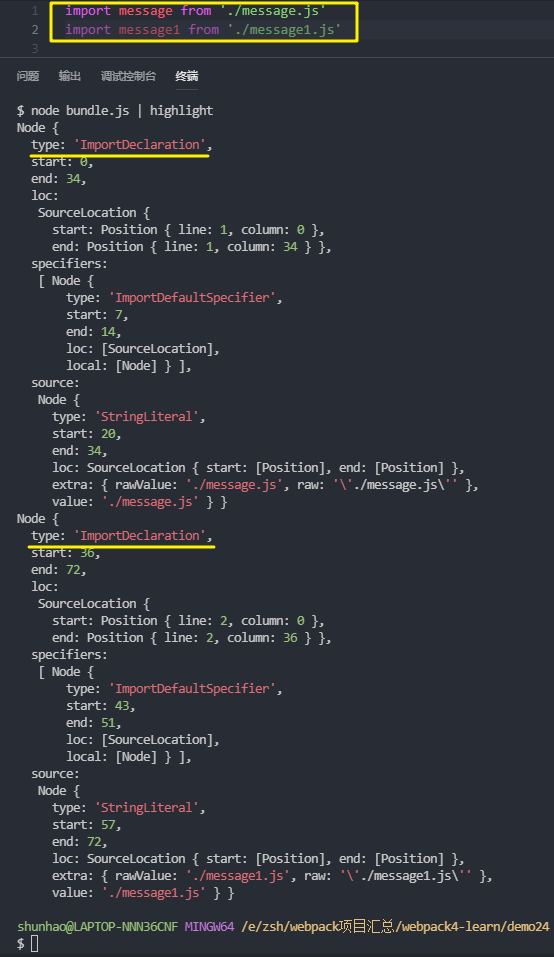 1 import message from './message.js'
2 import message1 from './message1.js'
3
问题 输出 调试控制台 终端
$ node bundle.js | highlight
Node {
type: 'ImportDeclaration',
start: 0,
end: 34,
loc:
SourceLocation {
start: Position { line: 1, column: 0 },
end: Position { line: 1, column: 34 } },
specifiers:
[ Node {
type: 'ImportDefaultSpecifier',
start: 7,
end: 14,
loc: [SourceLocation],
local: [Node] } ],
source:
Node {
type: 'StringLiteral',
start: 20,
end: 34,
loc: SourceLocation { start: [Position], end: [Position] },
extra: { rawValue: './message.js', raw: '\'./message.js\'' },
value: './message.js' } }
Node {
type: 'ImportDeclaration',
start: 36,
end: 72,
loc:
SourceLocation {
start: Position { line: 2, column: 0 },
end: Position { line: 2, column: 36 } },
specifiers:
[ Node {
type: 'ImportDefaultSpecifier',
start: 43,
end: 51,
loc: [SourceLocation],
local: [Node] } ],
source:
Node {
type: 'StringLiteral',
start: 57,
end: 72,
loc: SourceLocation { start: [Position], end: [Position] },
extra: { rawValue: './message1.js', raw: '\'./message1.js\'' },
value: './message1.js' } }
shunhao@LAPTOP-NNN36CNF MINGW64 /e/zsh/webpack项目汇总/webpack4-learn/demo24
$